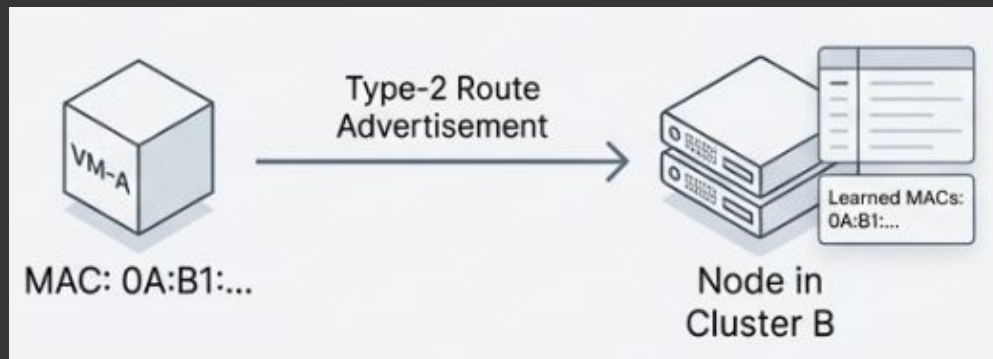 VM-A
MAC: 0A:B1:...
Type-2 Route
Advertisement
Learned MACs:
0A:B1:...
Node in
Cluster B